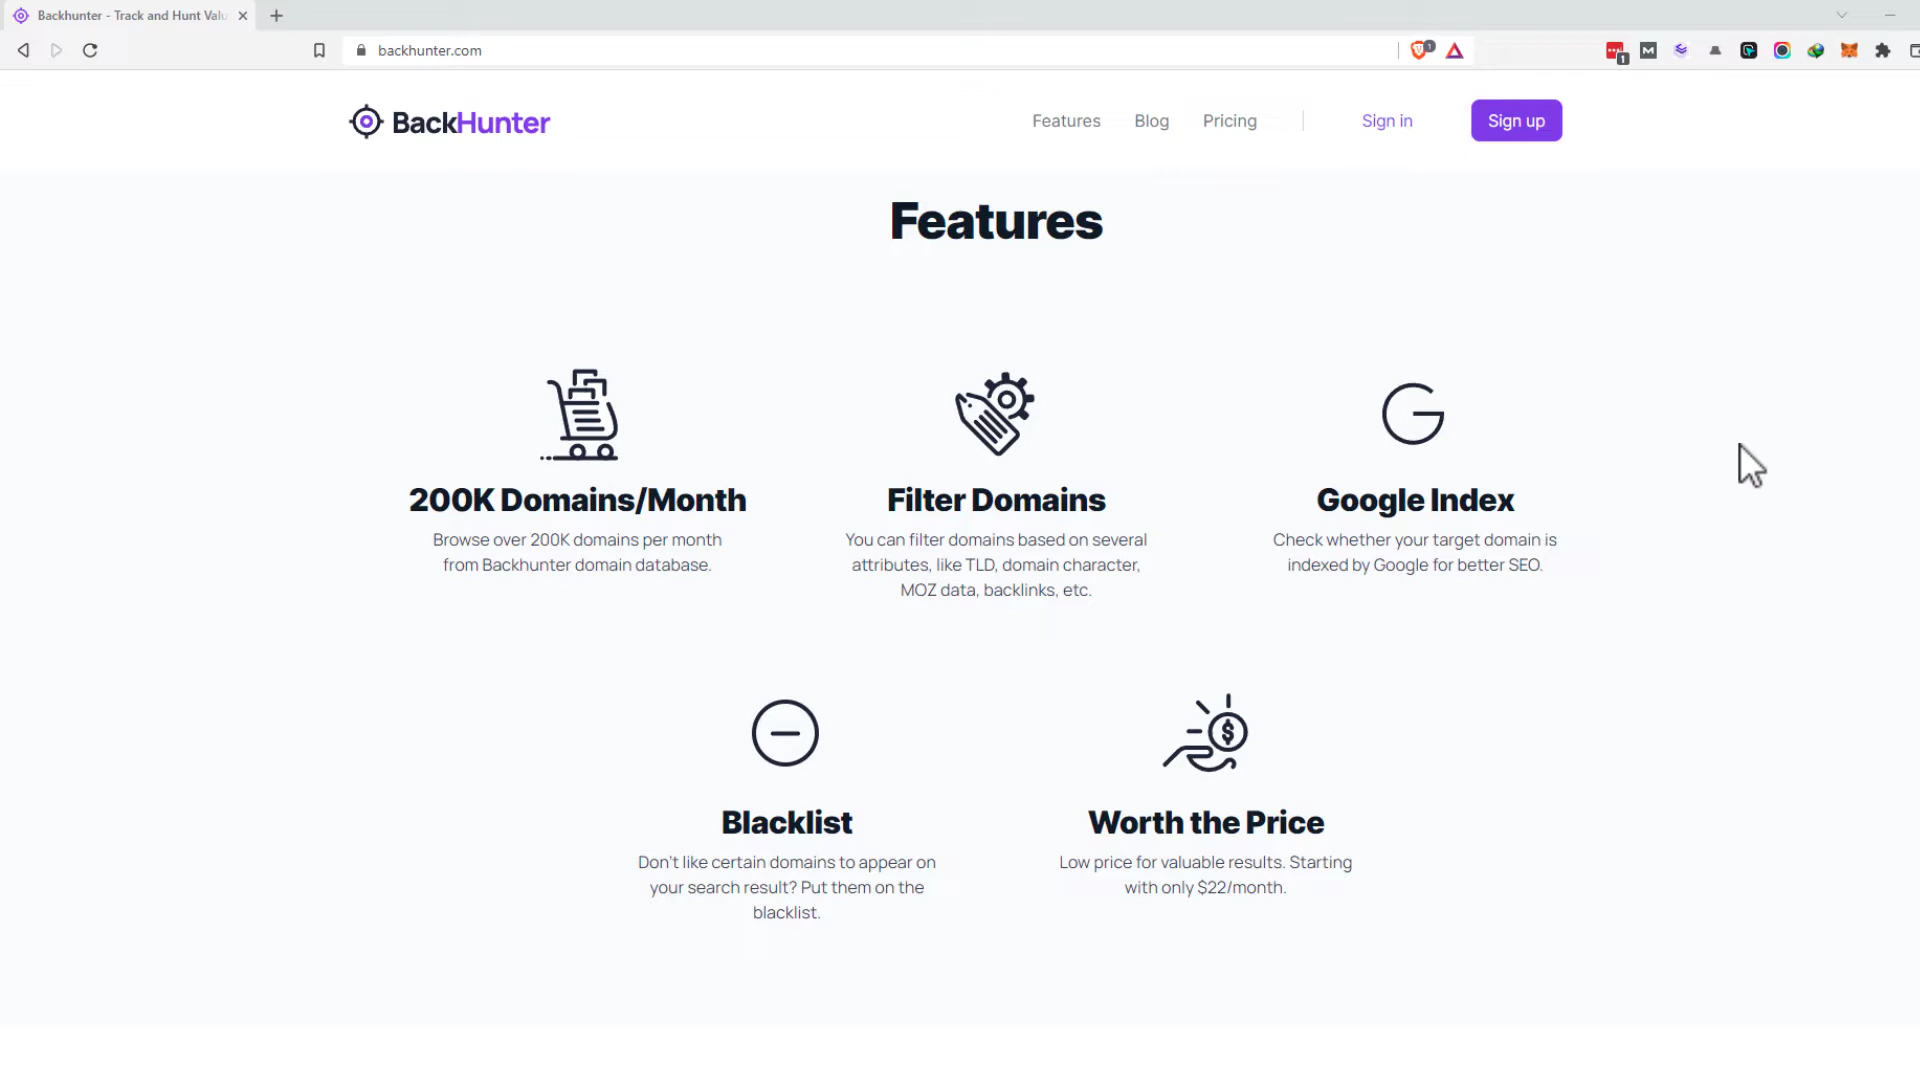 Backhunter - Track and Hunt Valu
backhunter.com
BackHunter
Features
Blog
Pricing
Sign in
Sign up
Features
200K Domains/Month
Browse over 200K domains per month
from Backhunter domain database.
Filter Domains
You can filter domains based on several
attributes, like TLD, domain character,
MOZ data, backlinks, etc.
Google Index
Check whether your target domain is
indexed by Google for better SEO.
Blacklist
Don't like certain domains to appear on
your search result? Put them on the
blacklist.
Worth the Price
Low price for valuable results. Starting
with only $22/month.